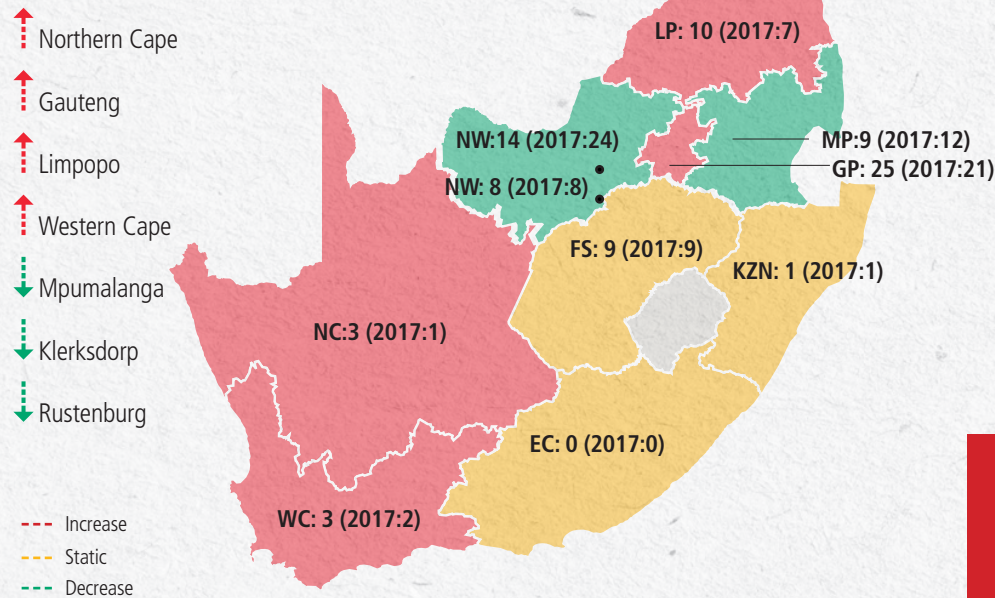 Northern Cape
Gauteng
Limpopo
Western Cape
Mpumalanga
Klerksdorp
Rustenburg
Increase
Static
Decrease
LP: 10 (2017:7)
NW:14 (2017:24)
MP:9 (2017:12)
GP: 25 (2017:21)
NW: 8 (2017:8)
FS: 9 (2017:9)
KZN: 1 (2017:1)
NC:3 (2017:1)
EC: 0 (2017:0)
WC: 3 (2017:2)